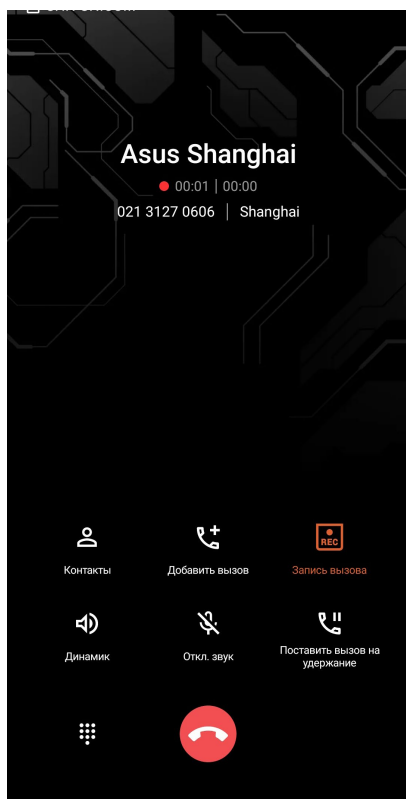 Asus Shanghai
00:01 | 00:00
021 3127 0606 | Shanghai
Контакты
Добавить вызов
REC
Запись вызова
Динамик
Откл. звук
Поставить вызов на
удержание